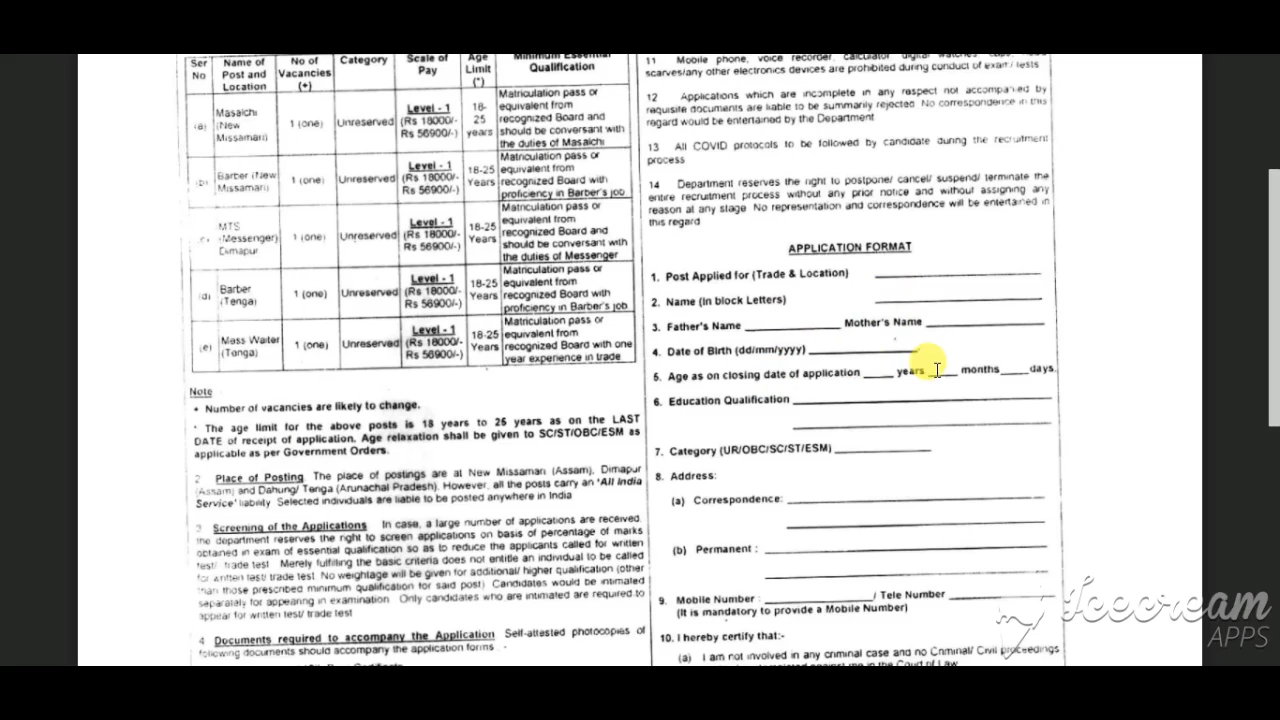 Ser No
Name of Post and Location
No of Vacancies (+)
Category
Scale of Pay
Age Limit (*)
Minimum Essential Qualification
(a)
Masalchi (New Missamari)
1 (one)
Unreserved
Level - 1 (Rs 18000/- Rs 56900/-)
18-25 years
Matriculation pass or equivalent from recognized Board and should be conversant with the duties of Masalchi
(b)
Barber (New Missamari)
1 (one)
Unreserved
Level - 1 (Rs 18000/- Rs 56900/-)
18-25 Years
Matriculation pass or equivalent from recognized Board with proficiency in Barber's job
MTS (Messenger) Dimapur
1 (one)
Unreserved
Level - 1 (Rs 18000/- Rs 56900/-)
18-25 Years
Matriculation pass or equivalent from recognized Board and should be conversant with the duties of Messenger
(d)
Barber (Tenga)
1 (one)
Unreserved
Level - 1 (Rs 18000/- Rs 56900/-)
18-25 Years
Matriculation pass or equivalent from recognized Board with proficiency in Barber's job
(e)
Mess Waiter (Tenga)
1 (one)
Unreserved
Level - 1 (Rs 18000/- Rs 56900/-)
18-25 Years
Matriculation pass or equivalent from recognized Board with one year experience in trade
Note
+ Number of vacancies are likely to change.
* The age limit for the above posts is 18 years to 25 years as on the LAST
DATE of receipt of application. Age relaxation shall be given to SC/ST/OBC/ESM as
applicable as per Government Orders.
2 Place of Posting The place of postings are at New Missamari (Assam), Dimapur
(Assam) and Dahung/ Tenga (Arunachal Pradesh). However, all the posts carry an 'All India
Service' liability Selected individuals are liable to be posted anywhere in India
3 Screening of the Applications In case, a large number of applications are received,
the department reserves the right to screen applications on basis of percentage of marks
obtained in exam of essential qualification so as to reduce the applicants called for written
test/ trade test Merely fulfilling the basic criteria does not entitle an individual to be called
for written test/ trade test. No weightage will be given for additional/ higher qualification (other
than those prescribed minimum qualification for said post) Candidates would be intimated
separately for appearing in examination Only candidates who are intimated are required to
appear for written test/ trade test
4 Documents required to accompany the Application Self-attested photocopies of
following documents should accompany the application forms -
11 Mobile phone, voice recorder, calculator, digital watches,
scarves/any other electronics devices are prohibited during conduct of exam/ tests
12 Applications which are incomplete in any respect not accompanied by
requisite documents are liable to be summarily rejected No correspondence in this
regard would be entertained by the Department
13 All COVID protocols to be followed by candidate during the recruitment
process
14 Department reserves the right to postpone/ cancel/ suspend/ terminate the
entire recruitment process without any prior notice and without assigning any
reason at any stage No representation and correspondence will be entertained in
this regard
APPLICATION FORMAT
1. Post Applied for (Trade & Location)
2. Name (In block Letters)
3. Father's Name Mother's Name
4. Date of Birth (dd/mm/yyyy)
5. Age as on closing date of application years months days.
6. Education Qualification
7. Category (UR/OBC/SC/ST/ESM)
8. Address:
(a) Correspondence:
(b) Permanent :
9. Mobile Number : / Tele Number
(It is mandatory to provide a Mobile Number)
10. I hereby certify that:-
(a) I am not involved in any criminal case and no Criminal/ Civil proceedings
my Icecream
APPS